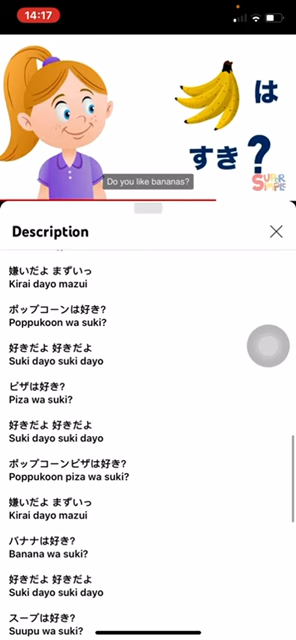 14:17
は
すき?
Do you like bananas?
SUPER
SIMPLE
Description
嫌いだよ まずいっ
Kirai dayo mazui
ポップコーンは好き?
Poppukoon wa suki?
好きだよ 好きだよ
Suki dayo suki dayo
ピザは好き?
Piza wa suki?
好きだよ 好きだよ
Suki dayo suki dayo
ポップコーンピザは好き?
Poppukoon piza wa suki?
嫌いだよ まずいっ
Kirai dayo mazui
バナナは好き?
Banana wa suki?
好きだよ 好きだよ
Suki dayo suki dayo
スープは好き?
Suupu wa suki?